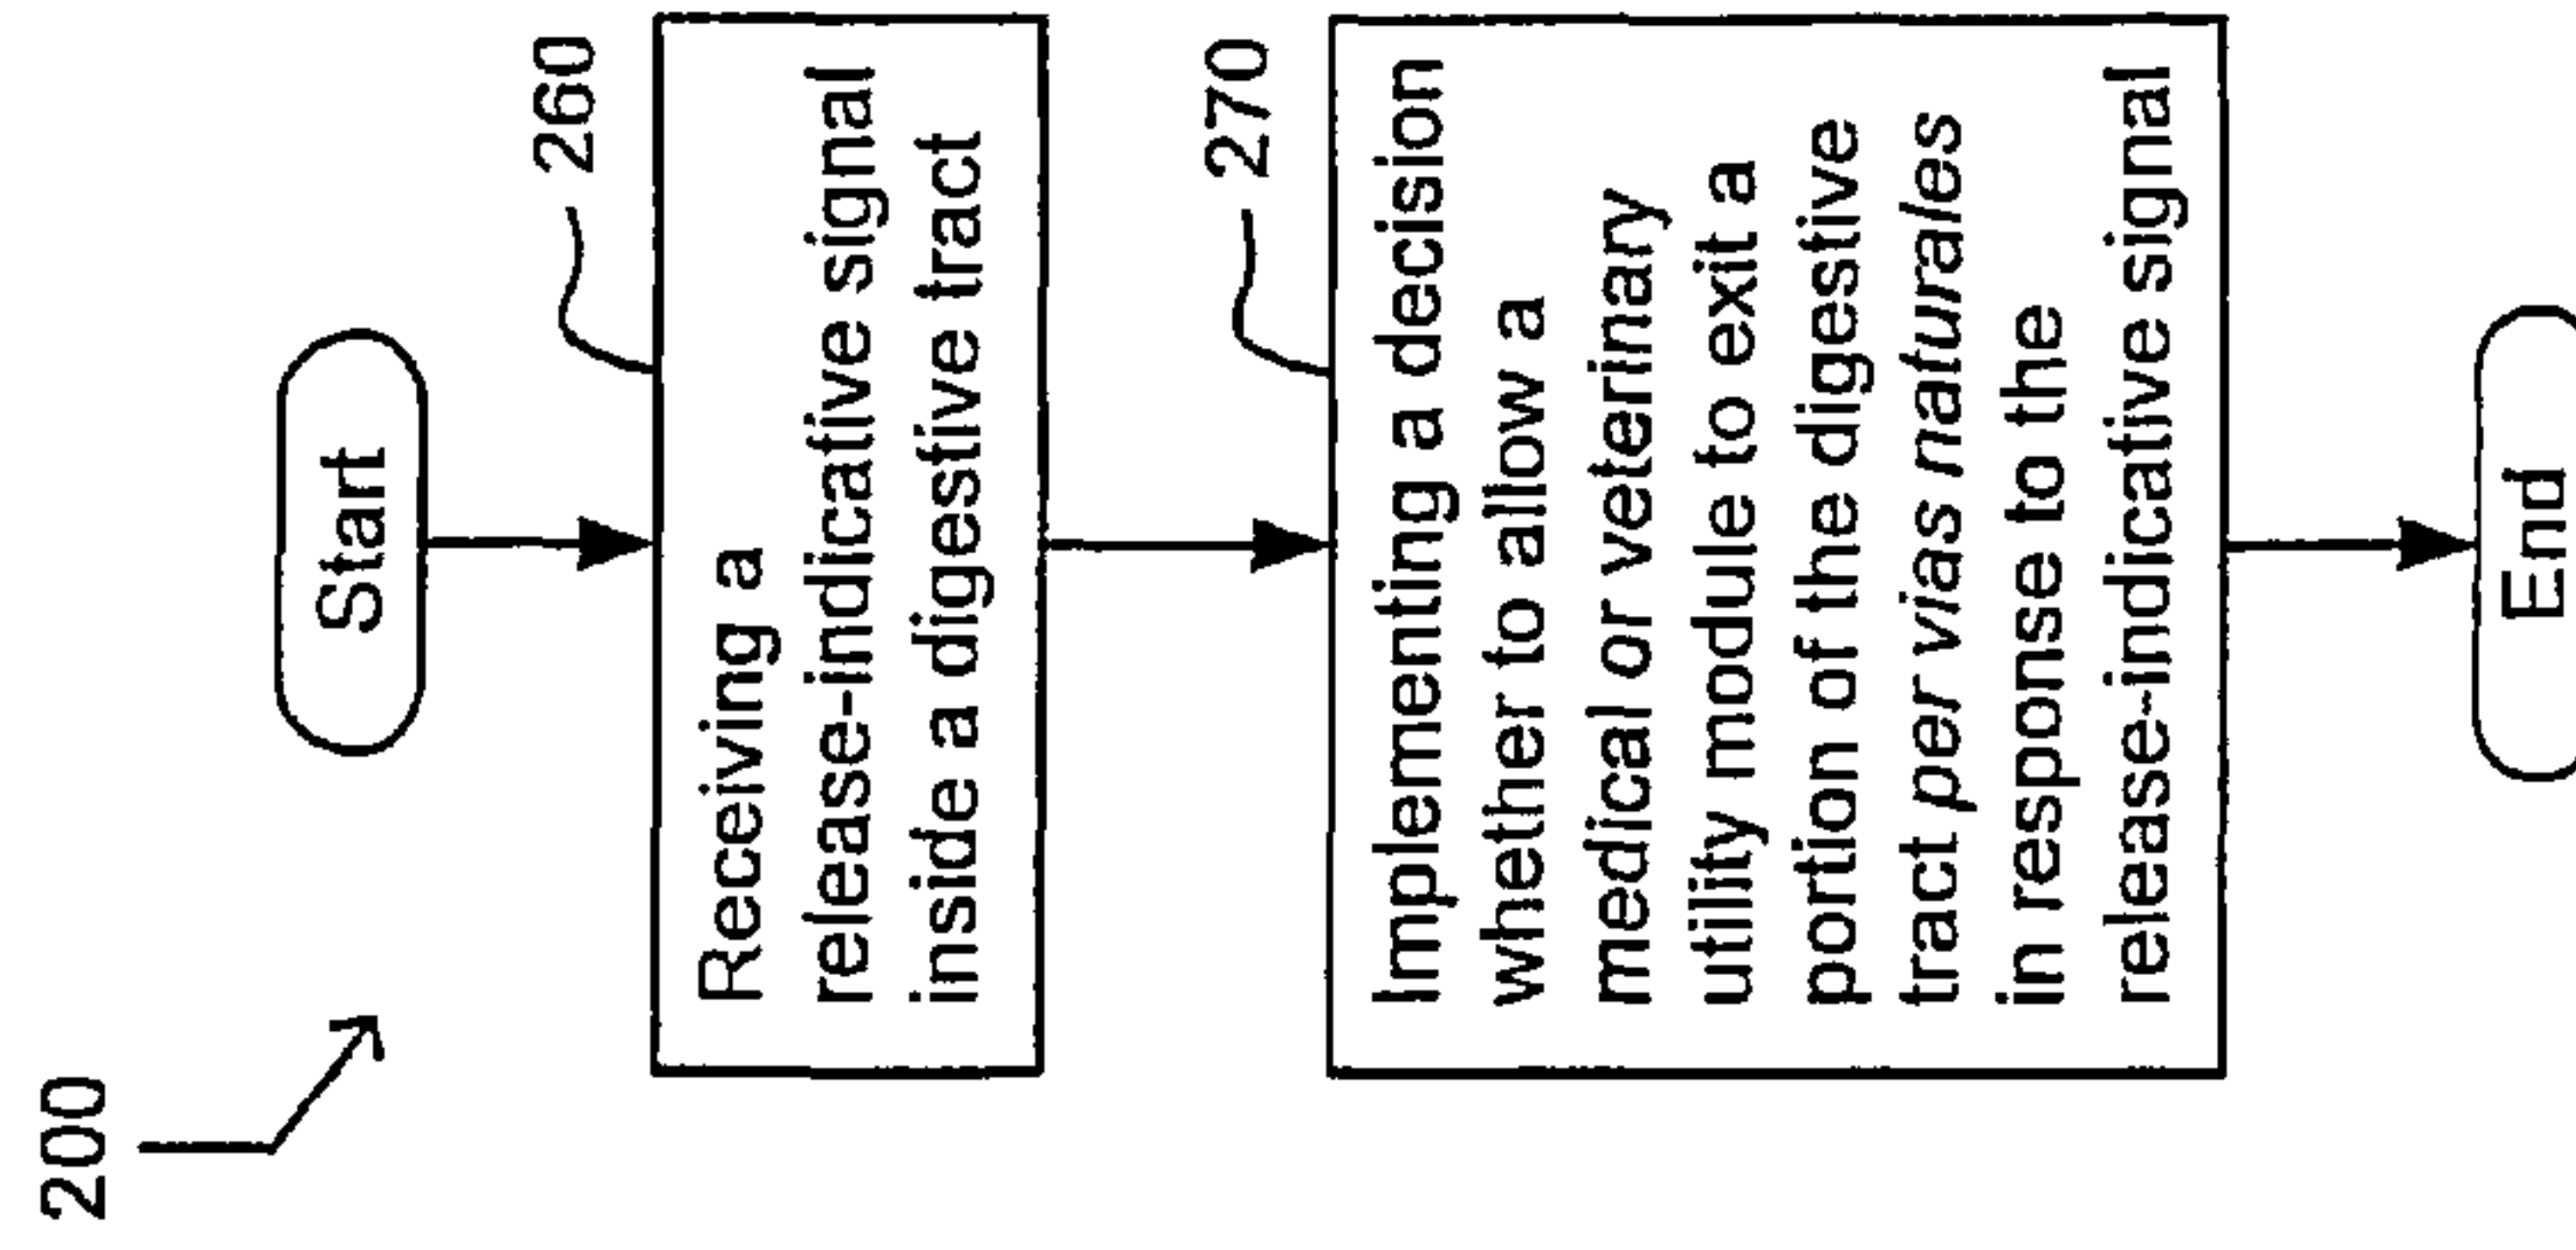 200
Start
260
Receiving a
release-indicative signal
inside a digestive tract
270
Implementing a decision
whether to allow a
medical or veterinary
utility module to exit a
portion of the digestive
tract per vias naturales
in response to the
release-indicative signal
End